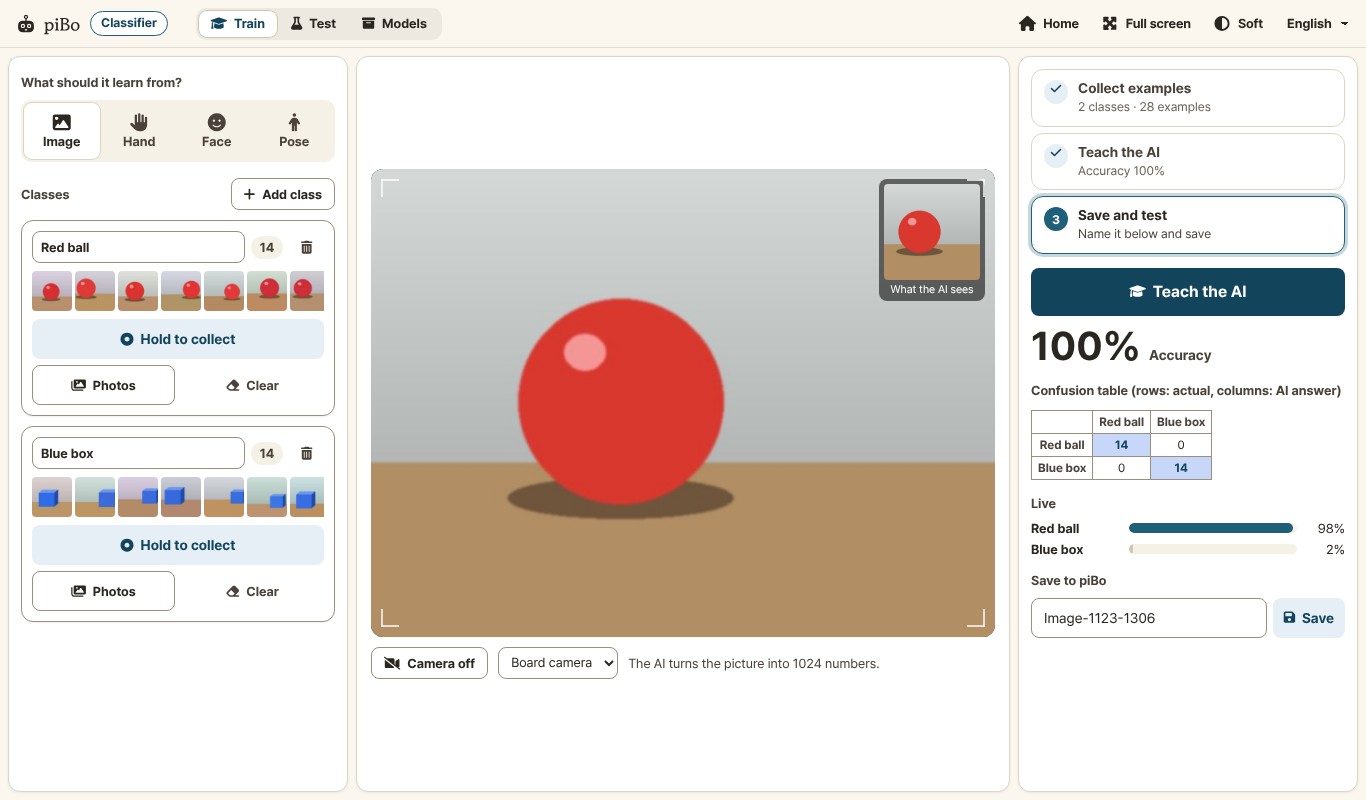 piBo
Classifier
Train
Test
Models
Home
Full screen
Soft
English
What should it learn from?
Image
Hand
Face
Pose
Classes
Add class
Red ball
14
Hold to collect
Photos
Clear
Blue box
14
Hold to collect
Photos
Clear
What the AI sees
Camera off
Board camera
The AI turns the picture into 1024 numbers.
Collect examples
2 classes · 28 examples
Teach the AI
Accuracy 100%
3
Save and test
Name it below and save
Teach the AI
100% Accuracy
Confusion table (rows: actual, columns: AI answer)
Red ball Blue box
Red ball 14 0
Blue box 0 14
Live
Red ball 98%
Blue box 2%
Save to piBo
Image-1123-1306
Save